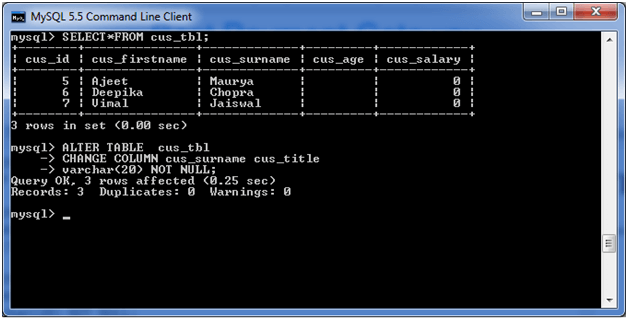 MySQL 5.5 Command Line Client
mysql> SELECT*FROM cus_tbl;
+--------+---------------+-------------+---------+------------+
| cus_id | cus_firstname | cus_surname | cus_age | cus_salary |
+--------+---------------+-------------+---------+------------+
| 5 | Ajeet | Maurya | | 0 |
| 6 | Deepika | Chopra | | 0 |
| 7 | Vimal | Jaiswal | | 0 |
+--------+---------------+-------------+---------+------------+
3 rows in set (0.00 sec)
mysql> ALTER TABLE  cus_tbl
-> CHANGE COLUMN cus_surname cus_title
-> varchar(20) NOT NULL;
Query OK, 3 rows affected (0.25 sec)
Records: 3  Duplicates: 0  Warnings: 0
mysql> _